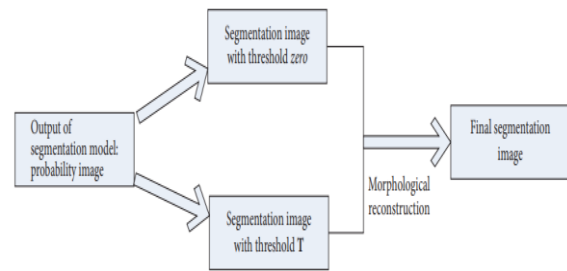 Segmentation image
with threshold zero
Output of
segmentation model:
probability image
Final segmentation
image
Morphological
reconstruction
Segmentation image
with threshold T